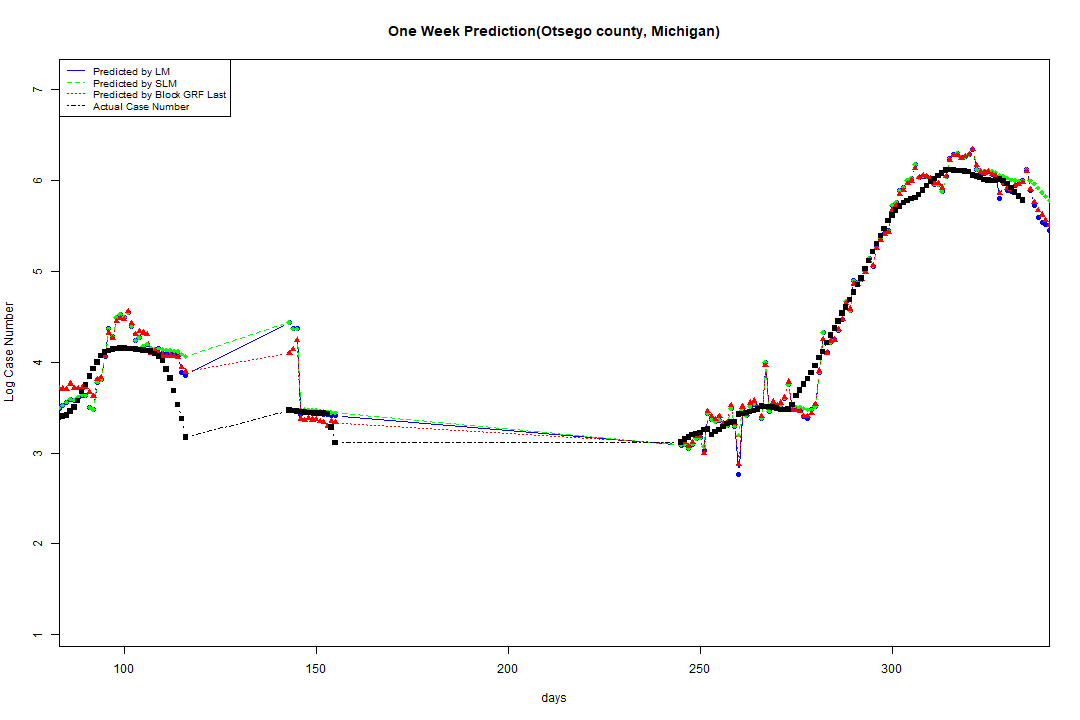 One Week Prediction(Otsego county, Michigan)
Predicted by LM
Predicted by SLM
Predicted by Block GRF Last
Actual Case Number
Log Case Number
7
6
5
4
3
2
1
100 150 200 250 300
days